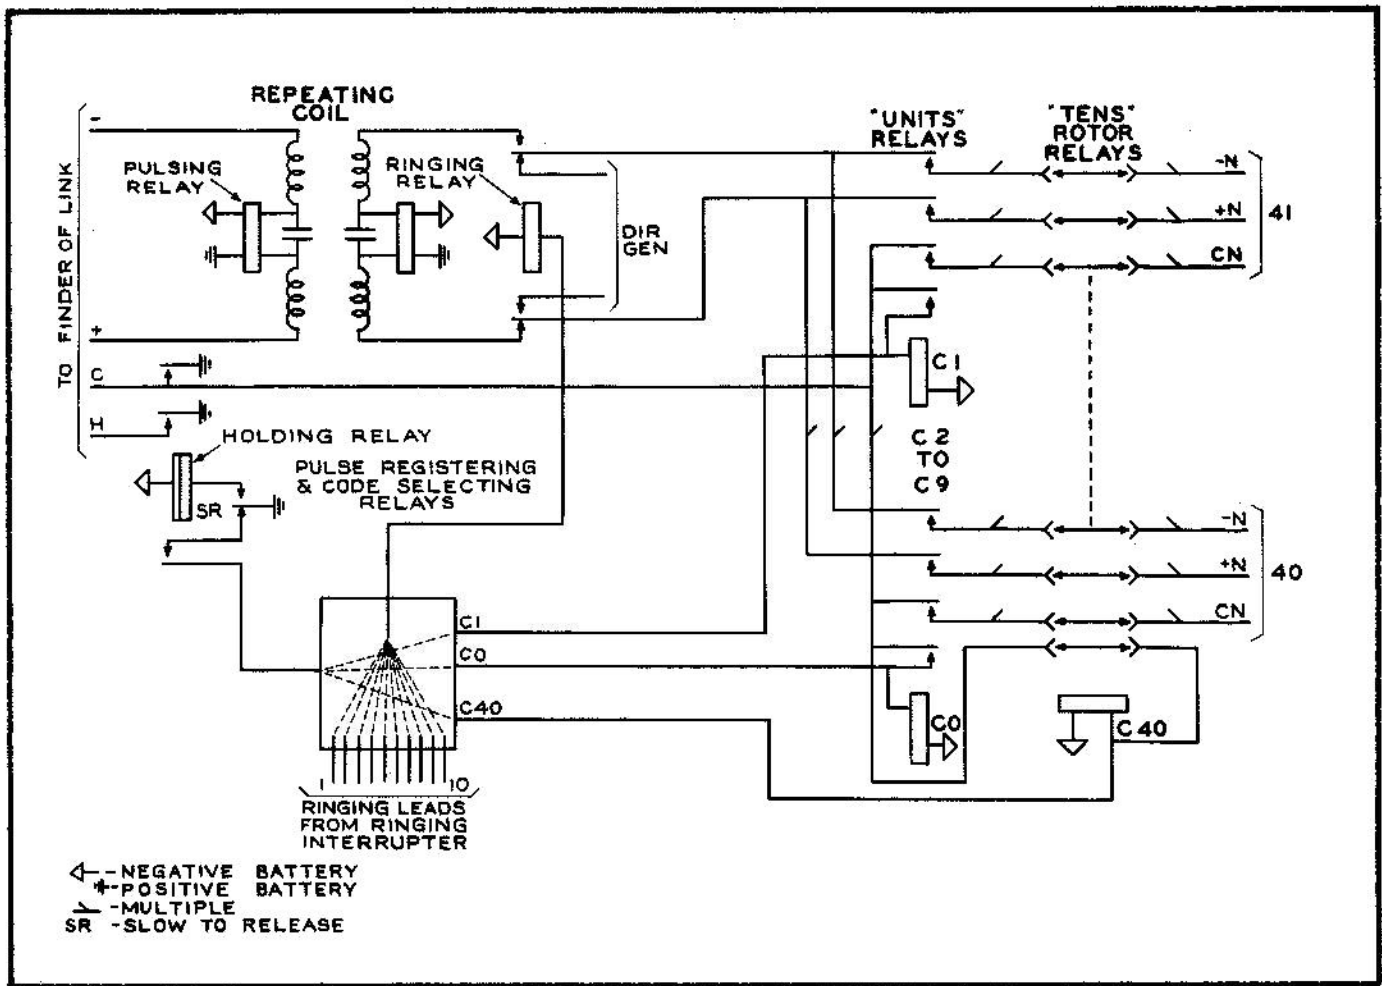 REPEATING
COIL
"UNITS"
RELAYS
"TENS"
ROTOR
RELAYS
-
PULSING
RELAY
RINGING
RELAY
DIR
GEN
-N
+N
CN
41
TO FINDER OF LINK
+
C
H
C1
HOLDING RELAY
SR
PULSE REGISTERING
& CODE SELECTING
RELAYS
C2
TO
C9
-N
+N
CN
40
C1
C0
C40
C0
C40
1 10
RINGING LEADS
FROM RINGING
INTERRUPTER
-NEGATIVE BATTERY
-POSITIVE BATTERY
-MULTIPLE
SR -SLOW TO RELEASE